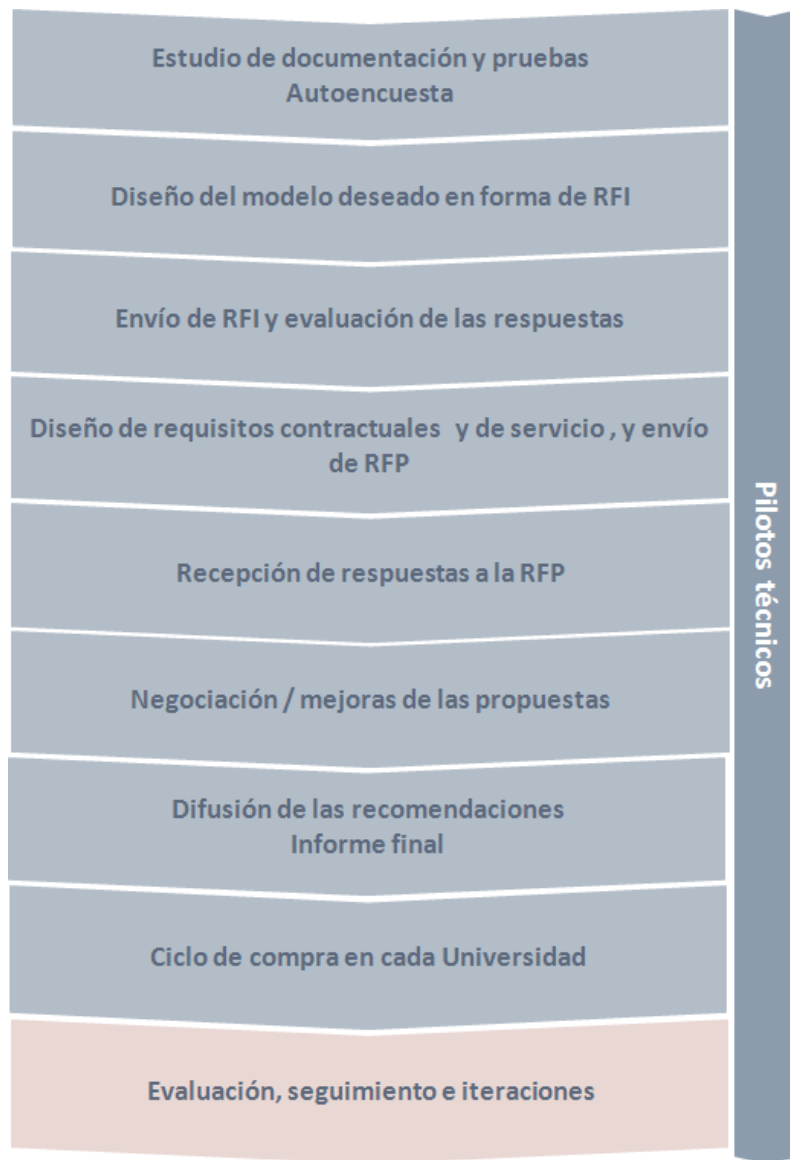 Estudio de documentación y pruebas
Autoencuesta
Diseño del modelo deseado en forma de RFI
Envío de RFI y evaluación de las respuestas
Diseño de requisitos contractuales y de servicio , y envío
de RFP
Recepción de respuestas a la RFP
Negociación / mejoras de las propuestas
Difusión de las recomendaciones
Informe final
Ciclo de compra en cada Universidad
Evaluación, seguimiento e iteraciones
Pilotos técnicos